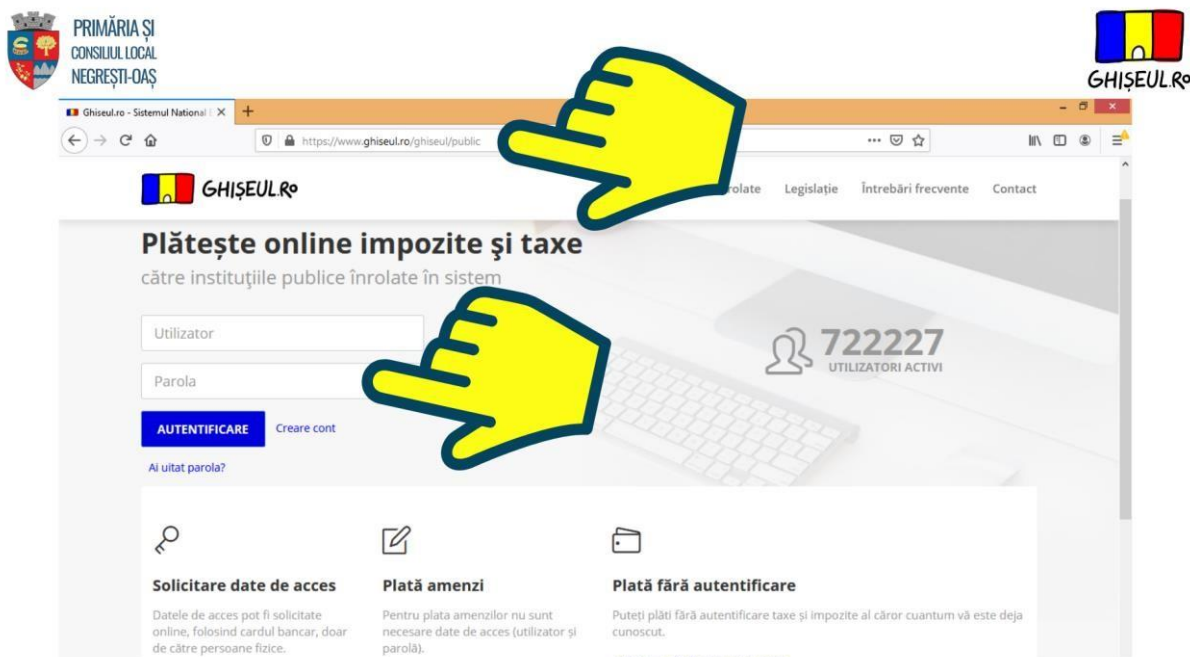 PRIMĂRIA ȘI
CONSILIUL LOCAL
NEGREȘTI-OAȘ
GHIȘEUL.RO
Ghiseul.ro - Sistemul National
https://www.ghiseul.ro/ghiseul/public
GHIȘEUL.RO
Legislație Întrebări frecvente Contact
Plătește online impozite şi taxe
către instituţiile publice înrolate în sistem
Utilizator
Parola
722227
UTILIZATORI ACTIVI
AUTENTIFICARE Creare cont
Ai uitat parola?
Solicitare date de acces
Datele de acces pot fi solicitate
online, folosind cardul bancar, doar
de către persoane fizice.
Plată amenzi
Pentru plata amenzilor nu sunt
necesare date de acces (utilizator și
parolă).
Plată fără autentificare
Puteți plăti fără autentificare taxe și impozite al căror cuantum vă este deja
cunoscut.